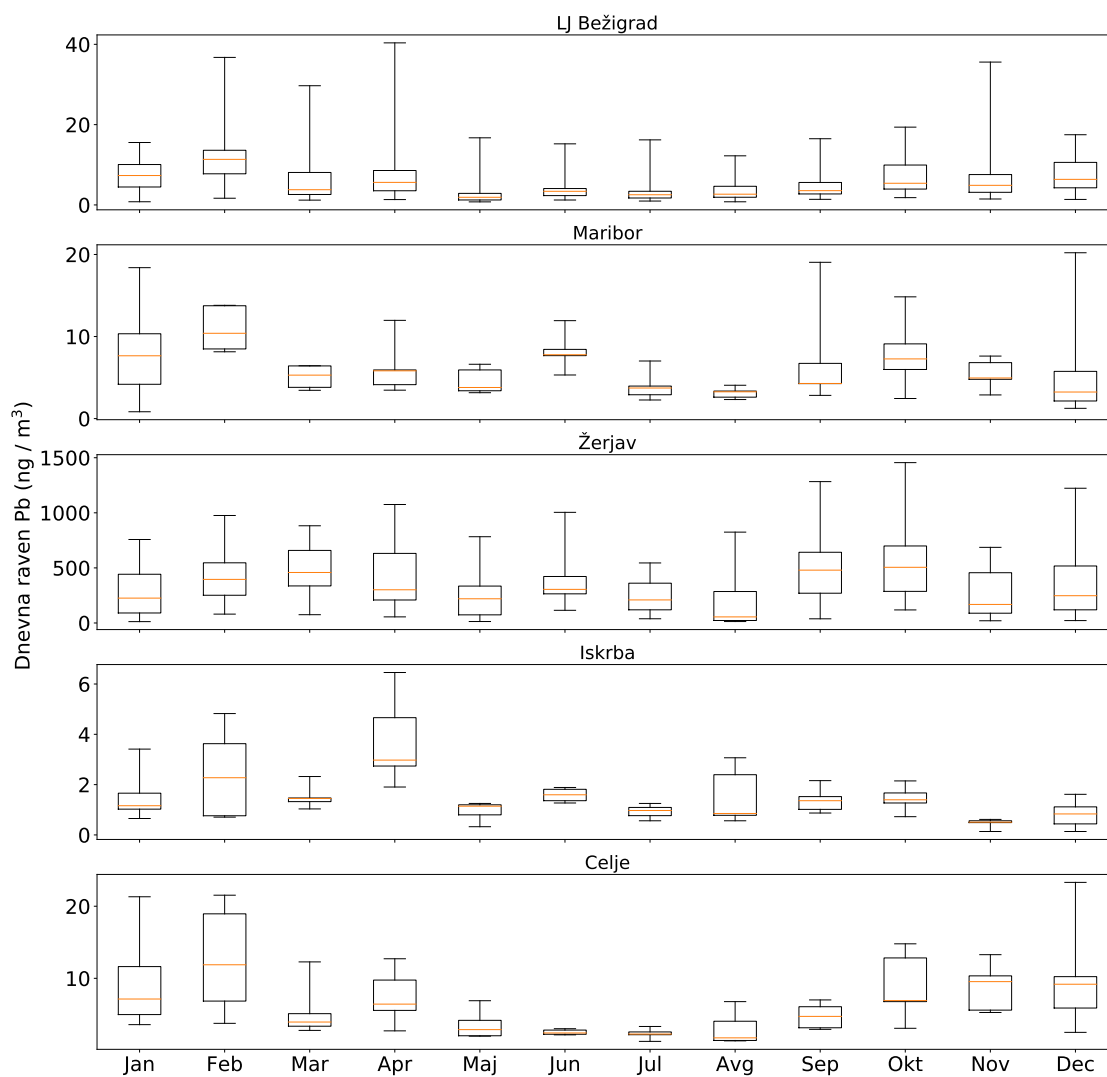 LJ Bežigrad
40
20
0
Maribor
20
10
0
Dnevna raven Pb (ng / m³)
Žerjav
1500
1000
500
0
Iskrba
6
4
2
0
Celje
20
10
Jan Feb Mar Apr Maj Jun Jul Avg Sep Okt Nov Dec